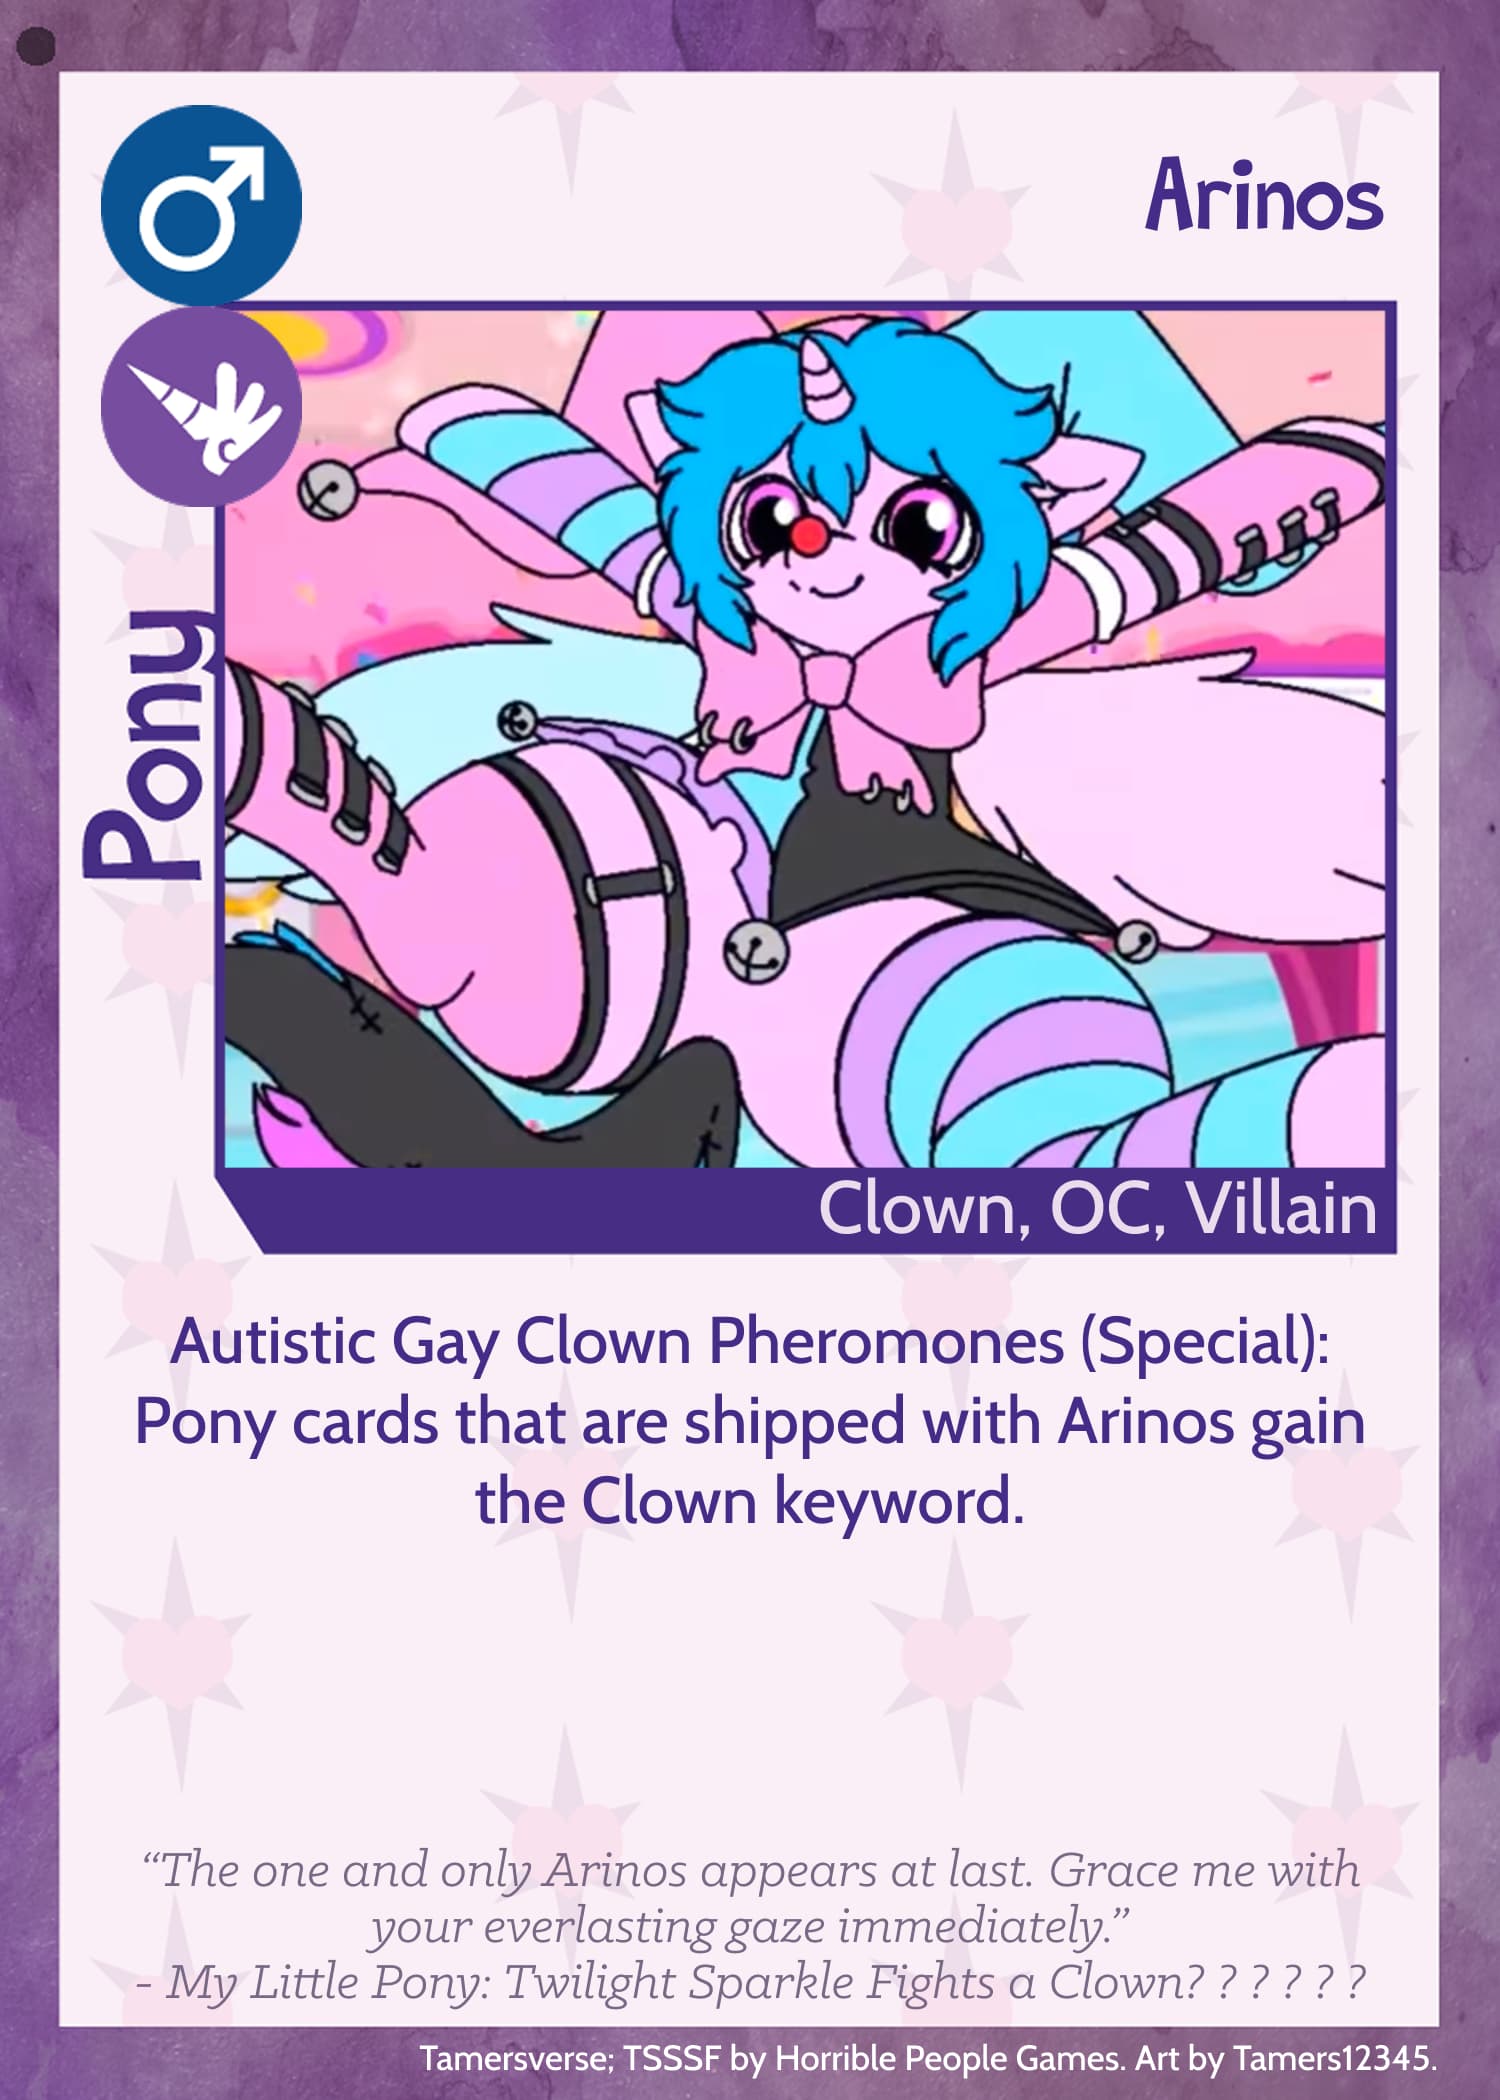 Arinos
Pony
Clown, OC, Villain
Autistic Gay Clown Pheromones (Special):
Pony cards that are shipped with Arinos gain
the Clown keyword.
“The one and only Arinos appears at last. Grace me with
your everlasting gaze immediately.”
- My Little Pony: Twilight Sparkle Fights a Clown? ? ? ? ? ?
Tamersverse; TSSSF by Horrible People Games. Art by Tamers12345.